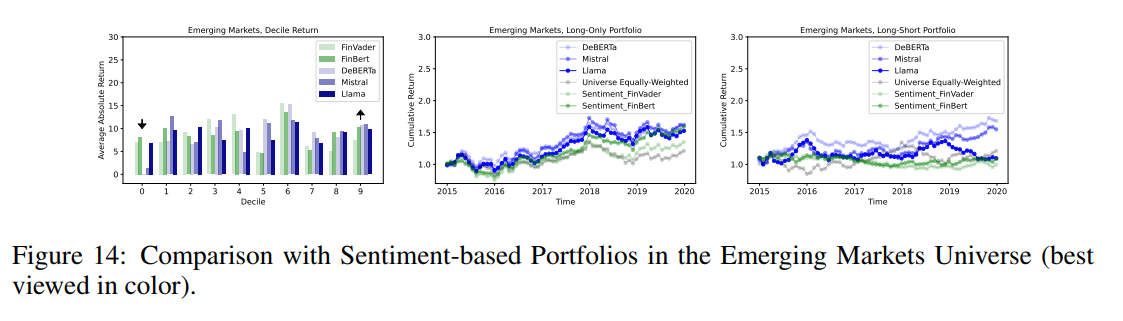 Emerging Markets, Decile Return
30
25
20
15
10
5
0
Average Absolute Return
FinVader
FinBert
DeBERTa
Mistral
Llama
0 1 2 3 4 5 6 7 8 9
Decile
Emerging Markets, Long-Only Portfolio
3.0
2.5
2.0
1.5
1.0
Cumulative Return
DeBERTa
Mistral
Llama
Universe Equally-Weighted
Sentiment_FinVader
Sentiment_FinBert
2015 2016 2017 2018 2019 2020
Time
Emerging Markets, Long-Short Portfolio
3.0
2.5
2.0
1.5
1.0
Cumulative Return
DeBERTa
Mistral
Llama
Universe Equally-Weighted
Sentiment_FinVader
Sentiment_FinBert
2015 2016 2017 2018 2019 2020
Time
Figure 14: Comparison with Sentiment-based Portfolios in the Emerging Markets Universe (best
viewed in color).